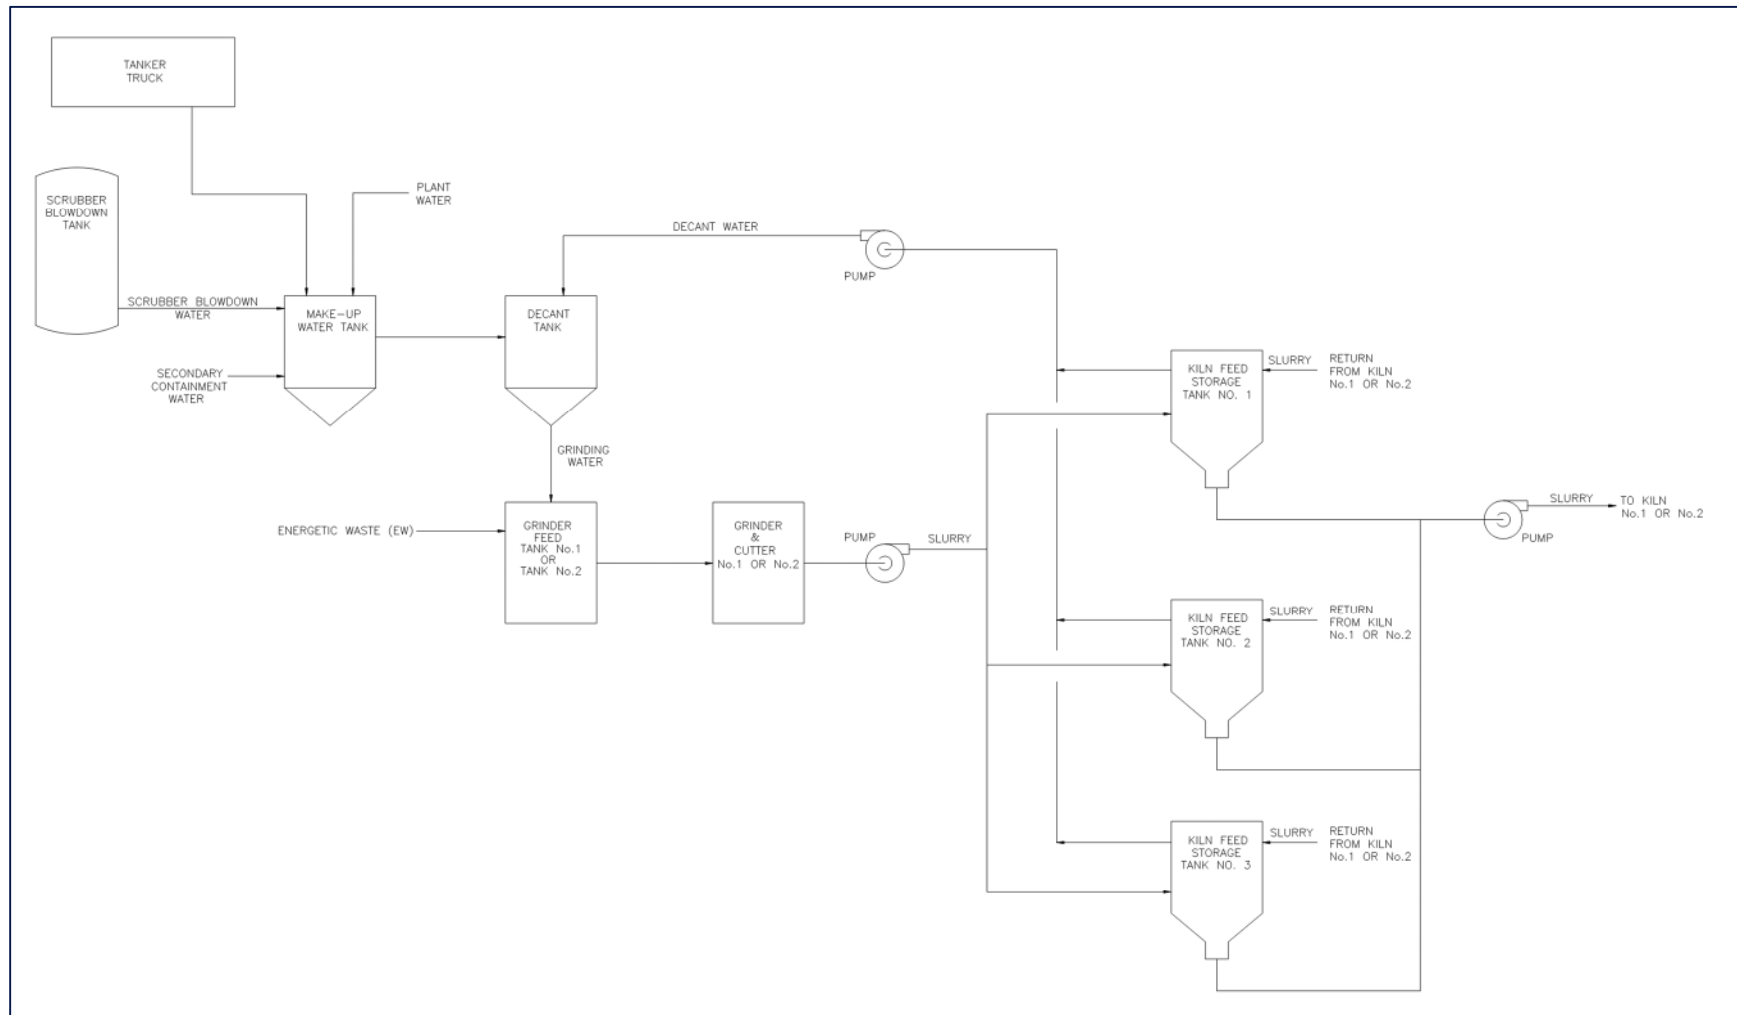 TANKER
TRUCK
SCRUBBER
BLOWDOWN
TANK
PLANT
WATER
SCRUBBER BLOWDOWN
WATER
MAKE-UP
WATER TANK
SECONDARY
CONTAINMENT
WATER
DECANT WATER
PUMP
DECANT
TANK
GRINDING
WATER
ENERGETIC WASTE (EW)
GRINDER
FEED
TANK No.1
OR
TANK No.2
GRINDER
&
CUTTER
No.1 OR No.2
PUMP
SLURRY
KILN FEED
STORAGE
TANK NO. 1
SLURRY
RETURN
FROM KILN
No.1 OR No.2
SLURRY
TO KILN
No.1 OR No.2
PUMP
KILN FEED
STORAGE
TANK NO. 2
SLURRY
RETURN
FROM KILN
No.1 OR No.2
KILN FEED
STORAGE
TANK NO. 3
SLURRY
RETURN
FROM KILN
No.1 OR No.2